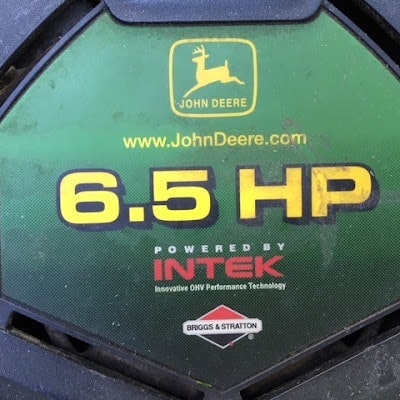 JOHN DEERE
www.JohnDeere.com
6.5 HP
POWERED BY
INTEK
Innovative OHV Performance Technology
BRIGGS & STRATTON